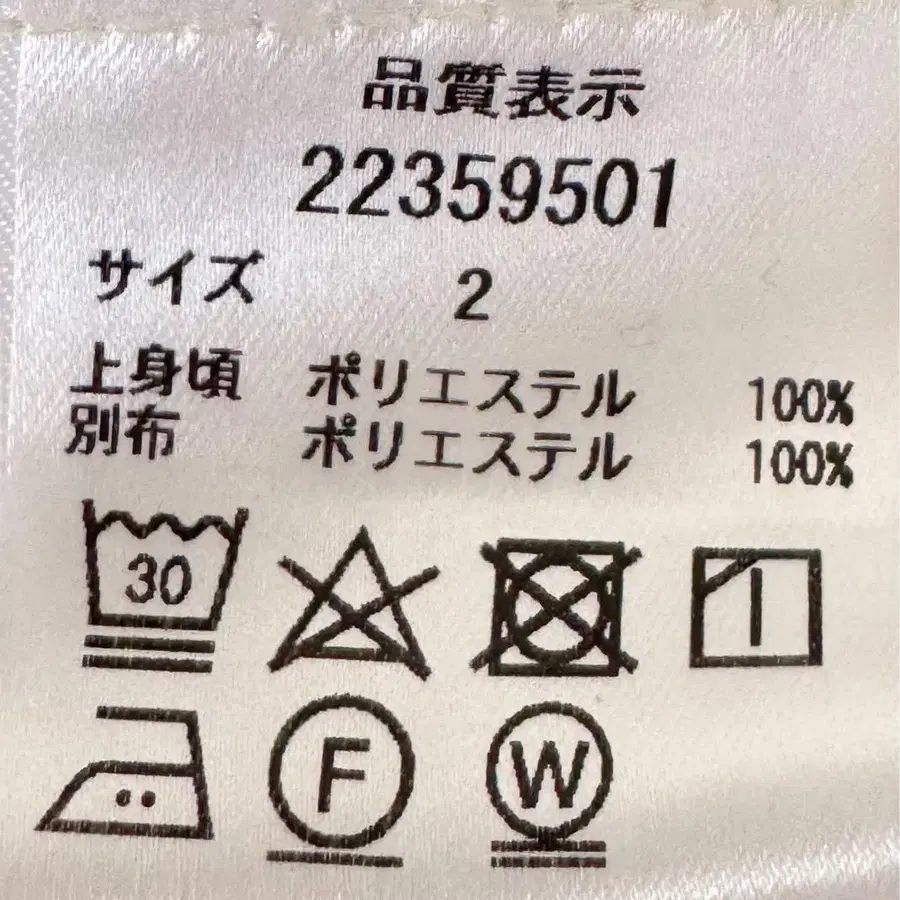 品質表示
22359501
サイズ 2
上身頃 ポリエステル 100%
別布 ポリエステル 100%
30
F W